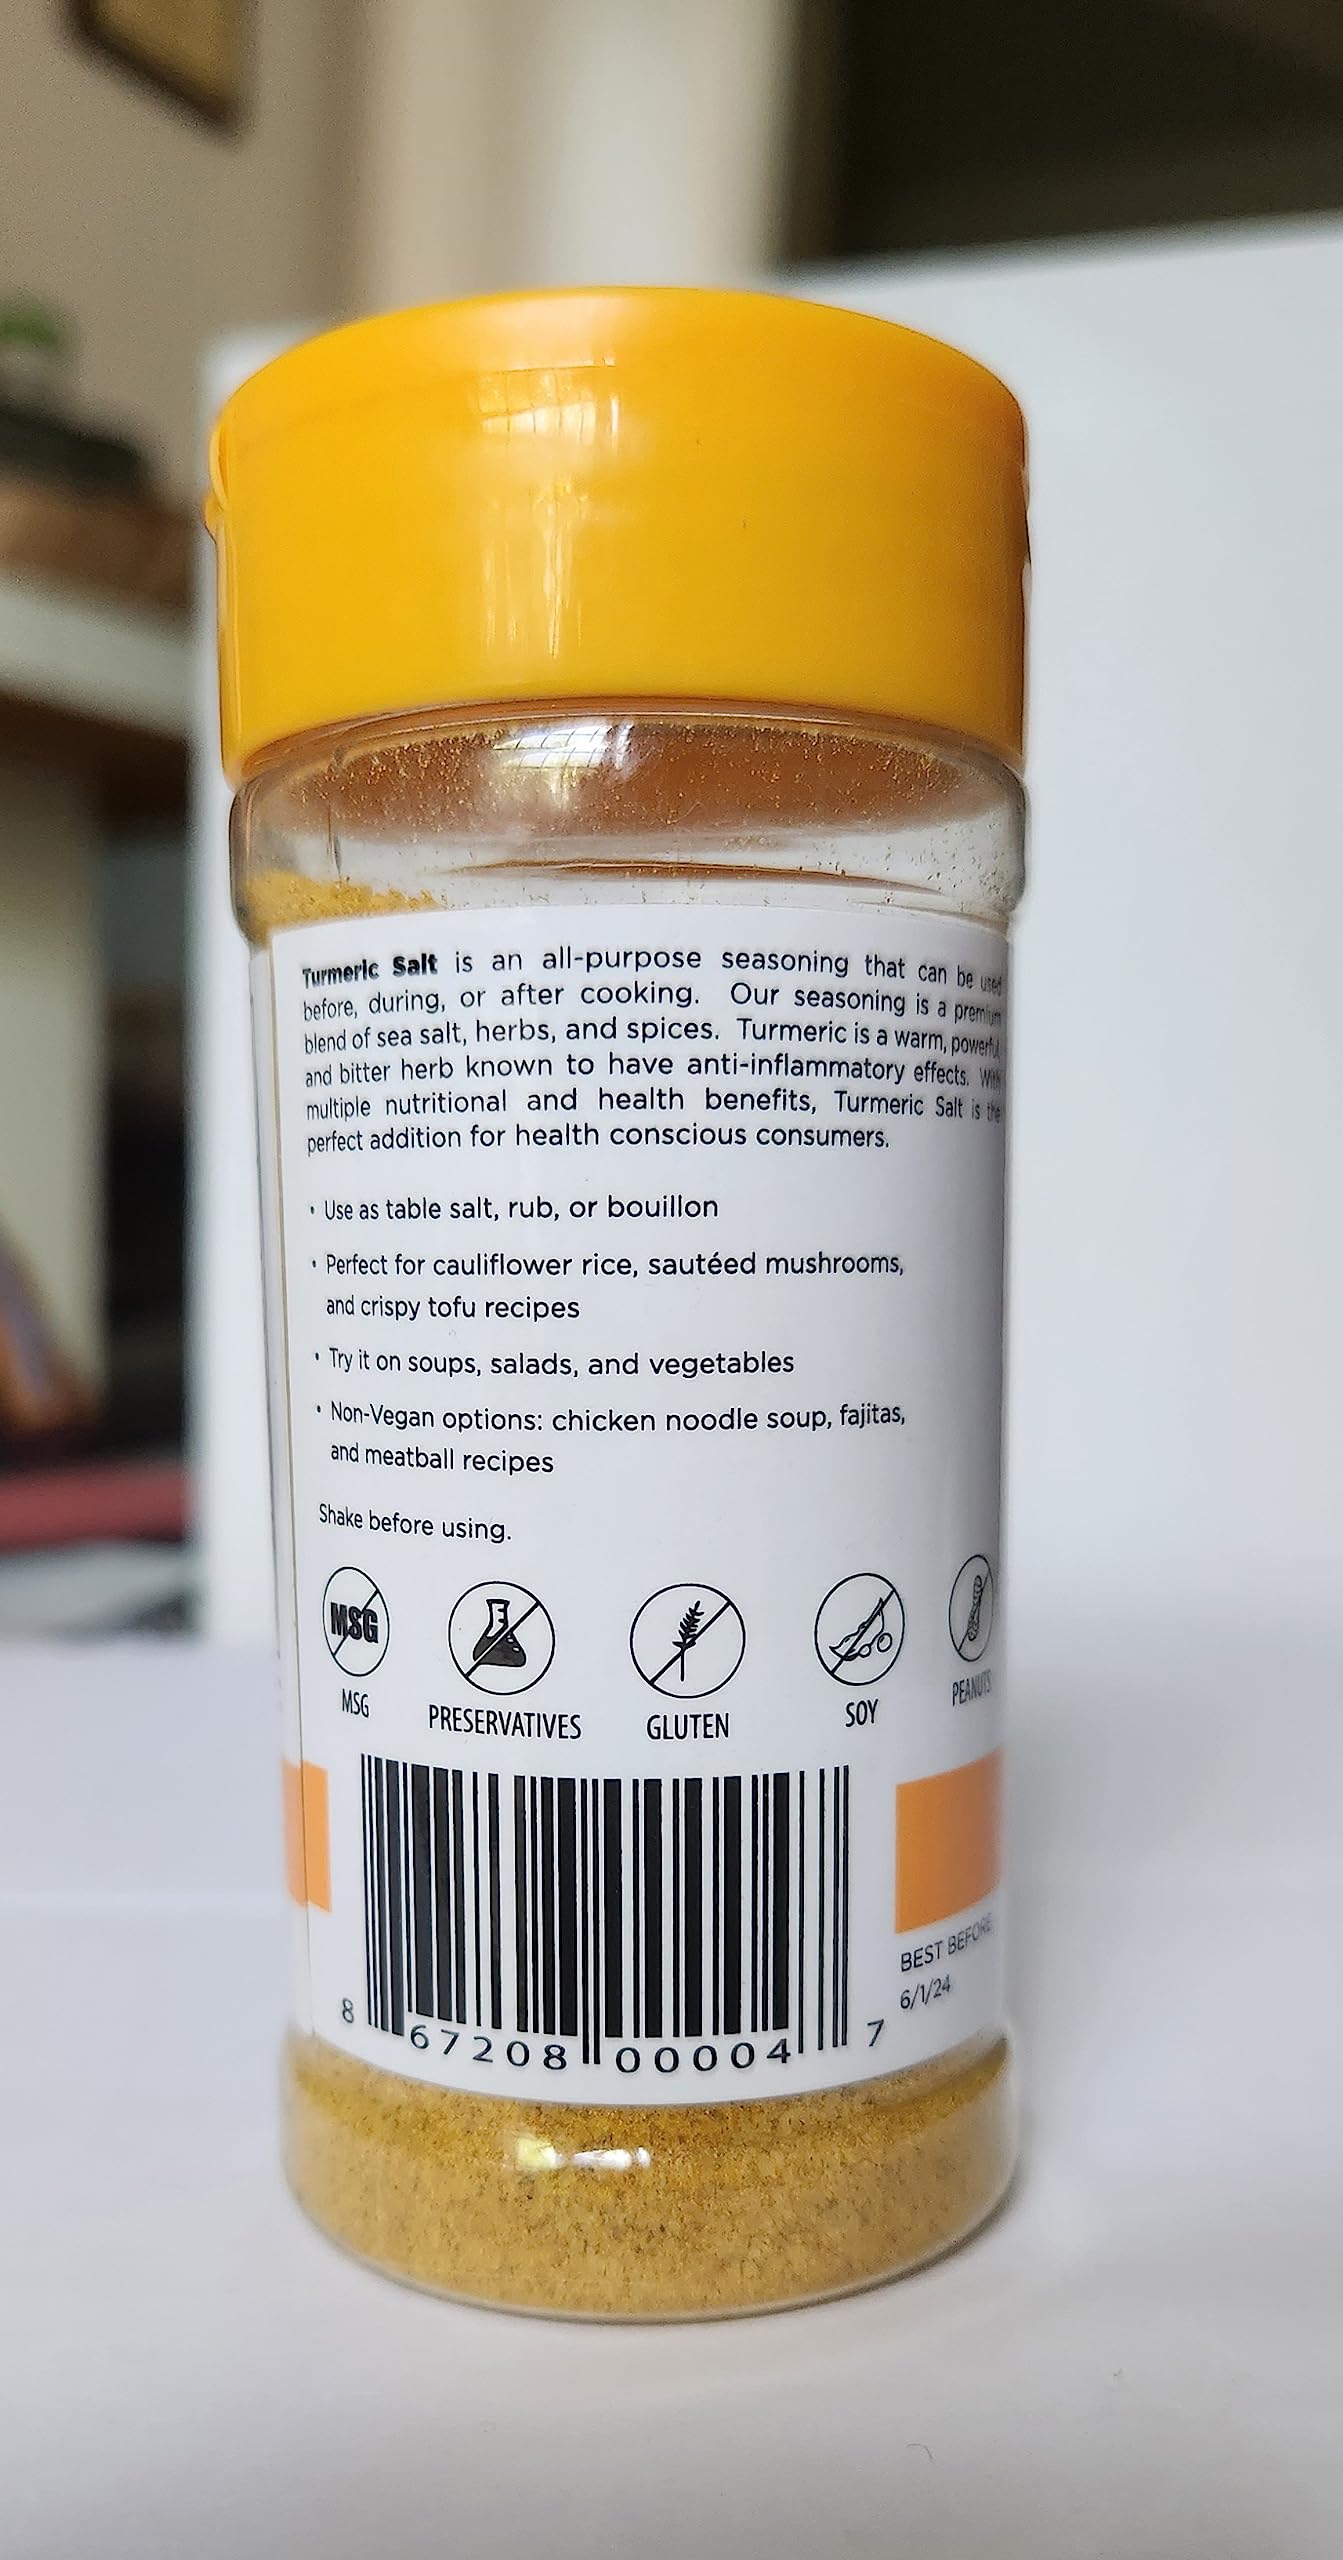 Turmeric Salt is an all-purpose seasoning that can be used
before, during, or after cooking. Our seasoning is a premium
blend of sea salt, herbs, and spices. Turmeric is a warm, powerful,
and bitter herb known to have anti-inflammatory effects. With
multiple nutritional and health benefits, Turmeric Salt is the
perfect addition for health conscious consumers.
• Use as table salt, rub, or bouillon
• Perfect for cauliflower rice, sautéed mushrooms,
and crispy tofu recipes
• Try it on soups, salads, and vegetables
• Non-Vegan options: chicken noodle soup, fajitas,
and meatball recipes
Shake before using.
MSG
MSG PRESERVATIVES GLUTEN SOY PEANUTS
BEST BEFORE
6/1/24
8 67208 00004 7